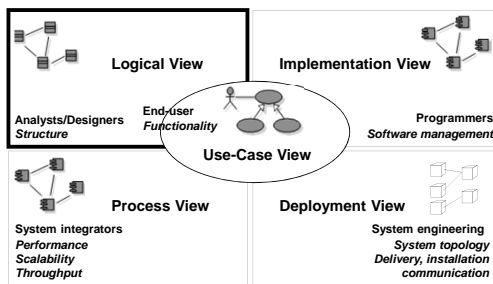 Logical View
Implementation View
Analysts/Designers
Structure
End-user
Functionality
Programmers
Software management
Use-Case View
Process View
Deployment View
System integrators
Performance
Scalability
Throughput
System engineering
System topology
Delivery, installation
communication